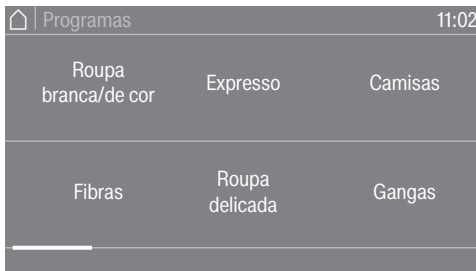 Programas 11:02
Roupa
branca/de cor
Expresso
Camisas
Fibras
Roupa
delicada
Gangas